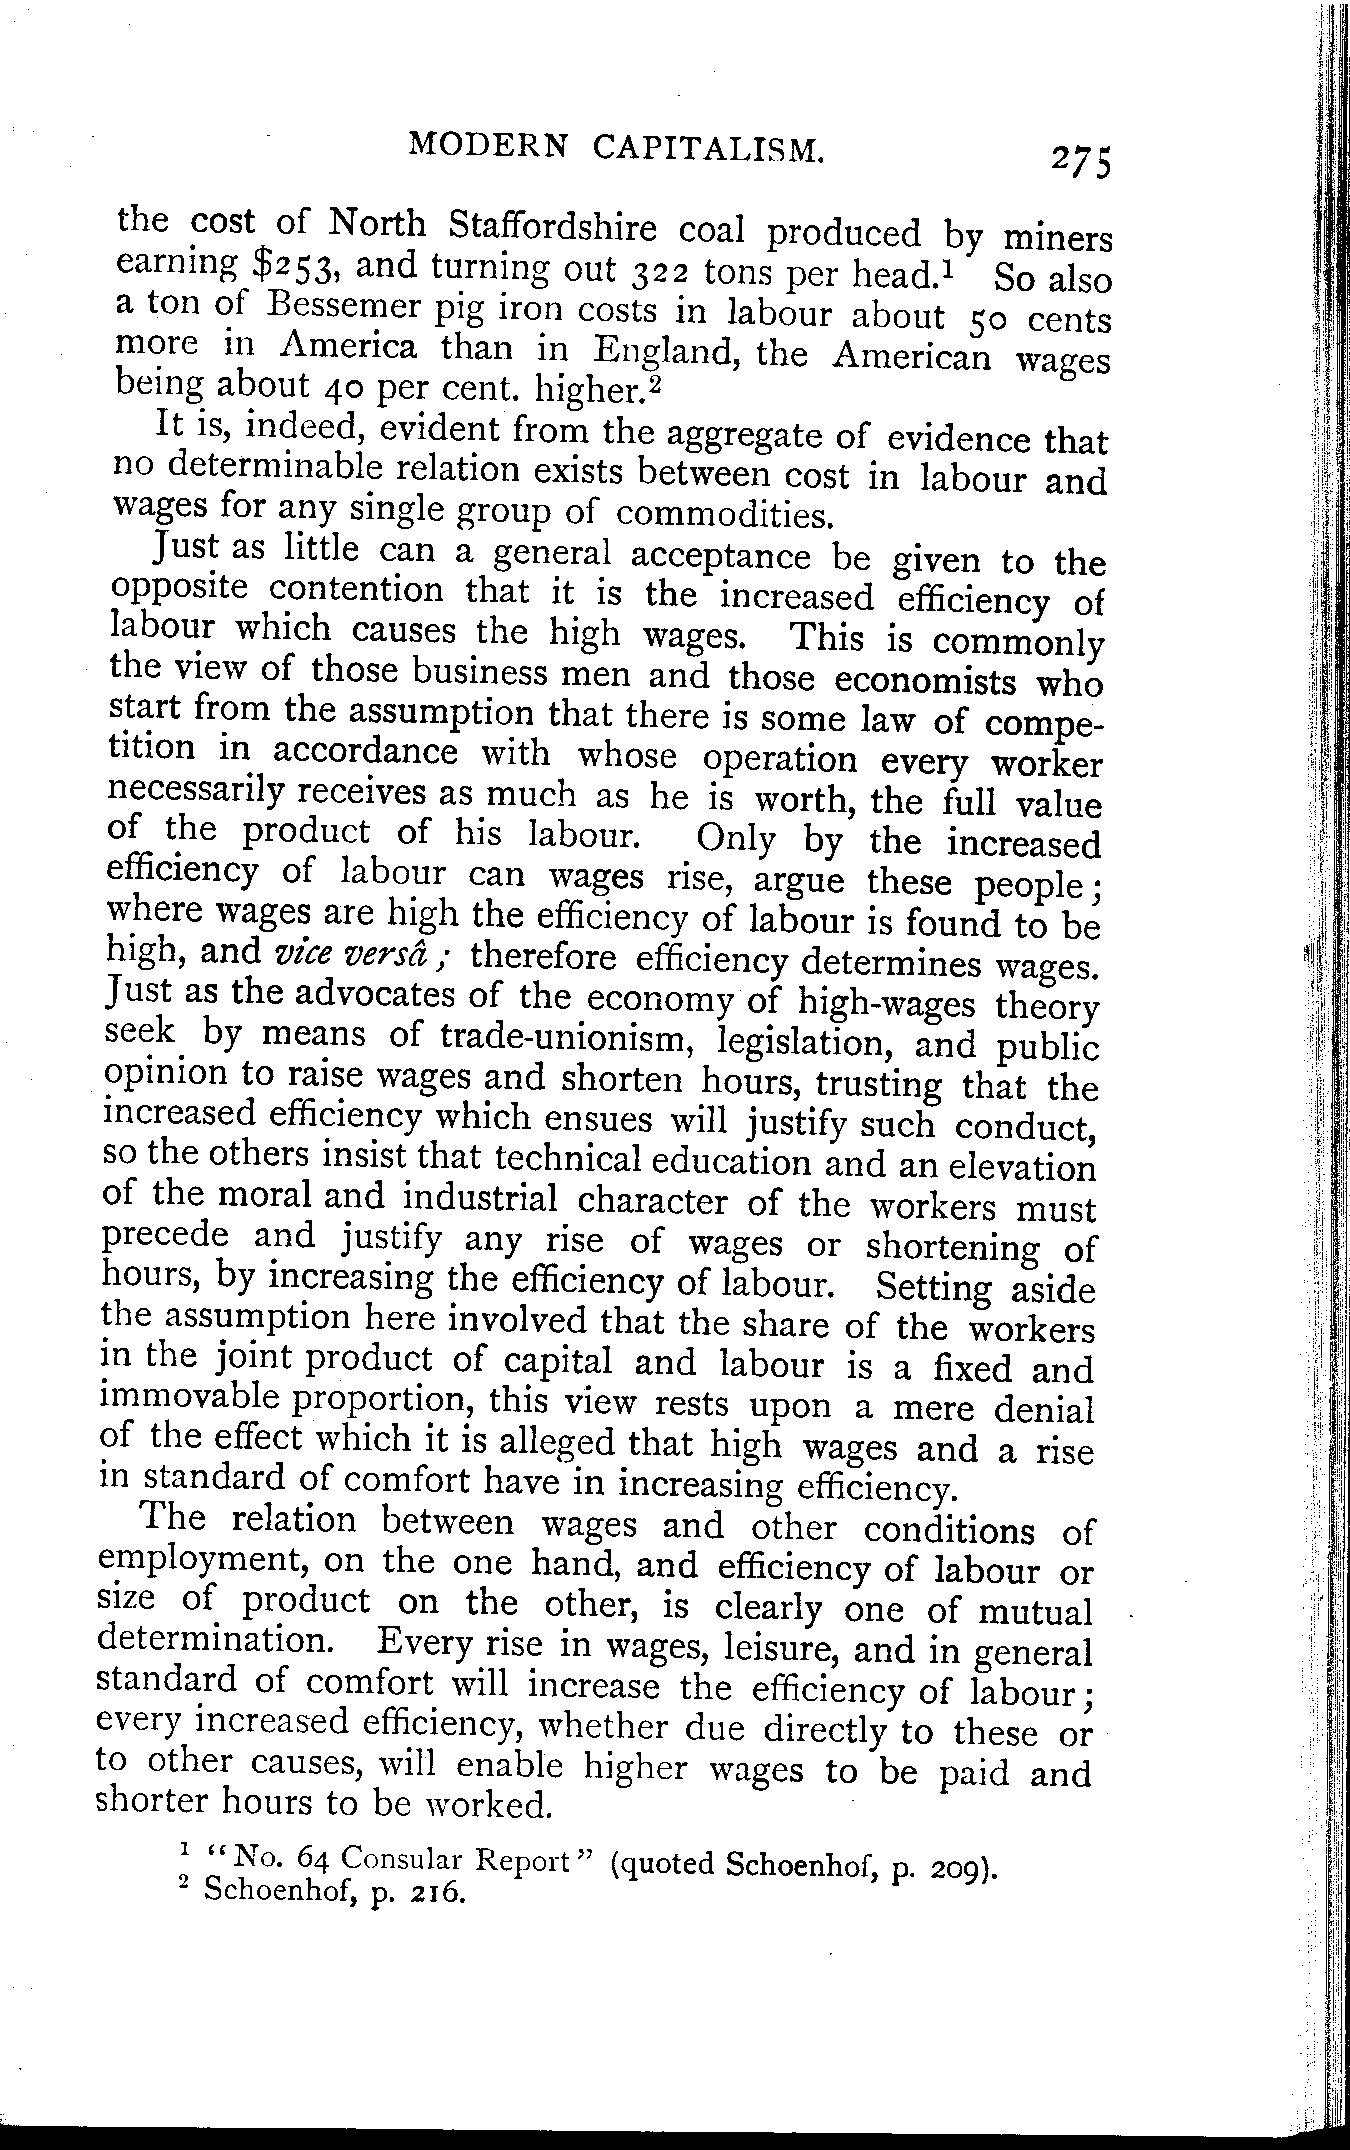 MODERN CAPITALISM. 275
the cost of North Staffordshire coal produced by miners
earning $253, and turning out 322 tons per head.¹ So also
a ton of Bessemer pig iron costs in labour about 50 cents
more in America than in England, the American wages
being about 40 per cent. higher.²
It is, indeed, evident from the aggregate of evidence that
no determinable relation exists between cost in labour and
wages for any single group of commodities.
Just as little can a general acceptance be given to the
opposite contention that it is the increased efficiency of
labour which causes the high wages. This is commonly
the view of those business men and those economists who
start from the assumption that there is some law of compe-
tition in accordance with whose operation every worker
necessarily receives as much as he is worth, the full value
of the product of his labour. Only by the increased
efficiency of labour can wages rise, argue these people;
where wages are high the efficiency of labour is found to be
high, and vice versâ; therefore efficiency determines wages.
Just as the advocates of the economy of high-wages theory
seek by means of trade-unionism, legislation, and public
opinion to raise wages and shorten hours, trusting that the
increased efficiency which ensues will justify such conduct,
so the others insist that technical education and an elevation
of the moral and industrial character of the workers must
precede and justify any rise of wages or shortening of
hours, by increasing the efficiency of labour. Setting aside
the assumption here involved that the share of the workers
in the joint product of capital and labour is a fixed and
immovable proportion, this view rests upon a mere denial
of the effect which it is alleged that high wages and a rise
in standard of comfort have in increasing efficiency.
The relation between wages and other conditions of
employment, on the one hand, and efficiency of labour or
size of product on the other, is clearly one of mutual
determination. Every rise in wages, leisure, and in general
standard of comfort will increase the efficiency of labour;
every increased efficiency, whether due directly to these or
to other causes, will enable higher wages to be paid and
shorter hours to be worked.
¹ "No. 64 Consular Report" (quoted Schoenhof, p. 209).
² Schoenhof, p. 216.